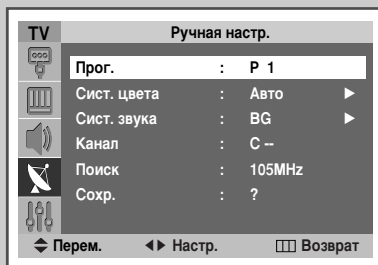 TV Ручная настр.
Прог. : P 1
Сист. цвета : Авто ▶
Сист. звука : BG ▶
Канал : C --
Поиск : 105MHz
Сохр. : ?
Перем. Настр. Возврат